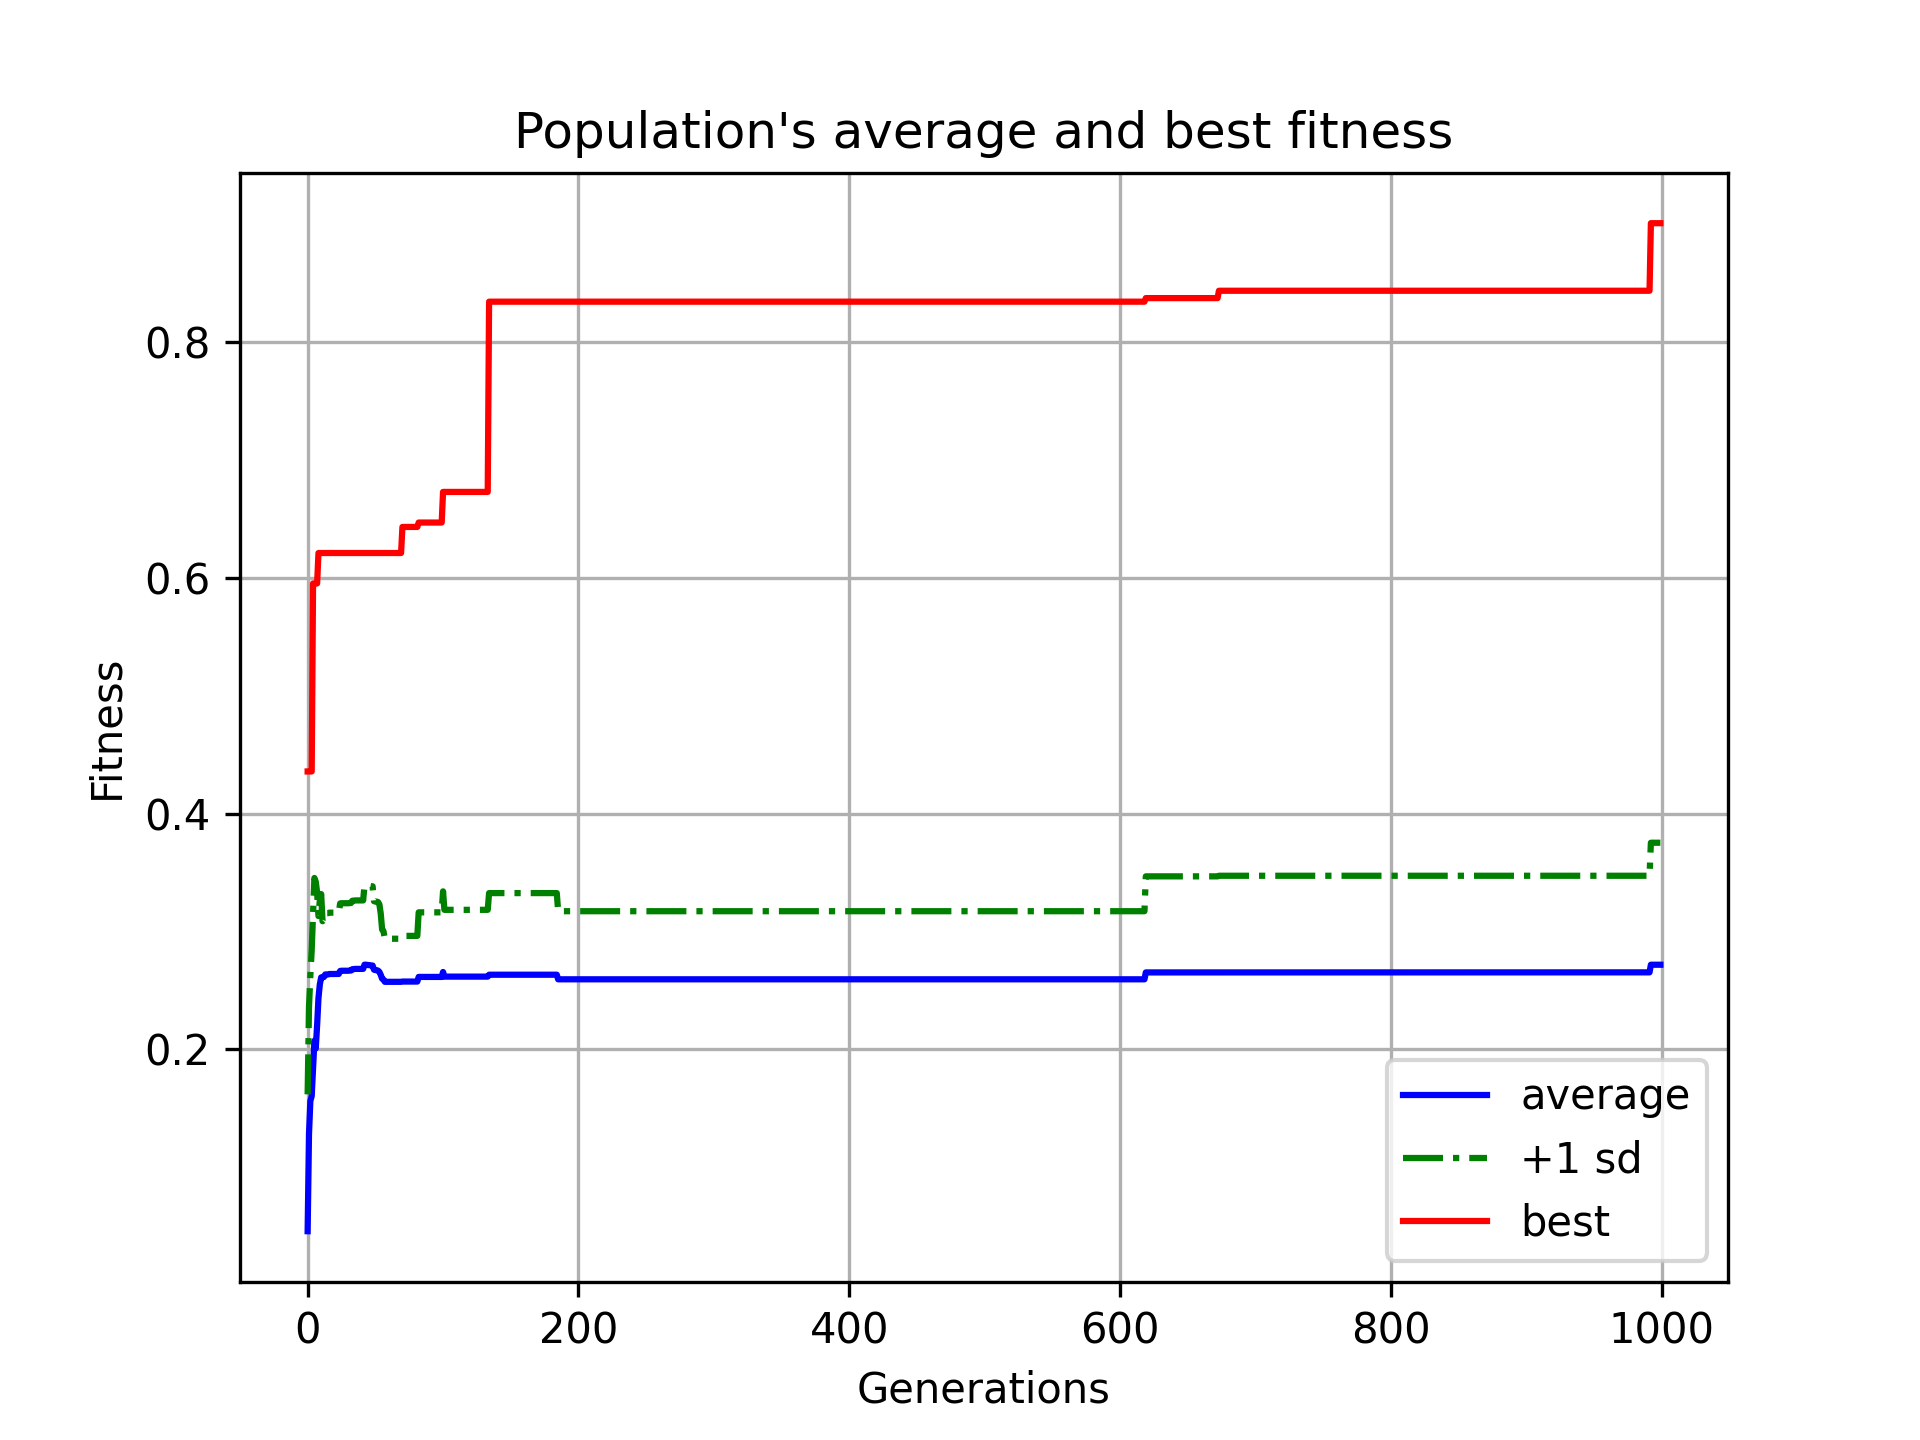 Population's average and best fitness
Fitness
0.8
0.6
0.4
0.2
0 200 400 600 800 1000
Generations
average
+1 sd
best